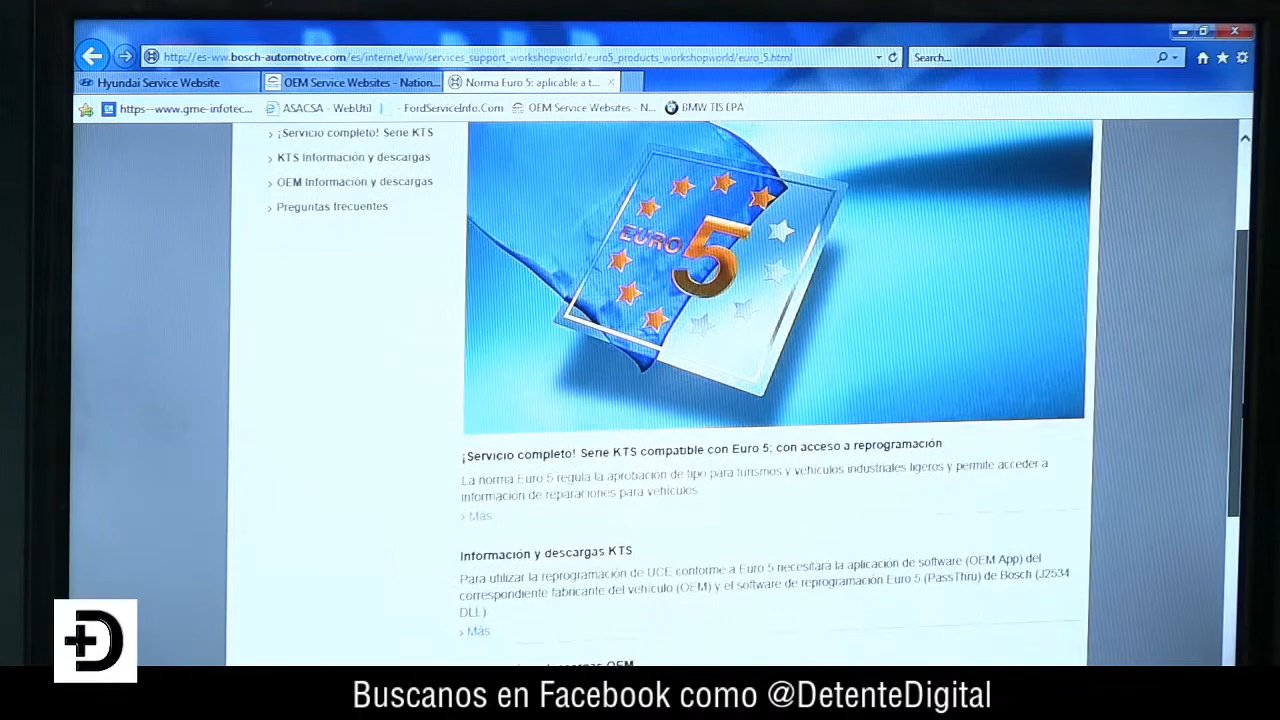 http://es-ww.bosch-automotive.com/es/internet/ww/services_support_workshopworld/euro5_products_workshopworld/euro_5.html
Search...
Hyundai Service Website
OEM Service Websites - Nation...
Norma Euro 5: aplicable a t...
https--www.gme-infotec...
ASACSA - WebUtil
- FordServiceInfo.Com
OEM Service Websites - N...
BMW TIS EPA
¡Servicio completo! Serie KTS
KTS Información y descargas
OEM Información y descargas
Preguntas frecuentes
EURO 5
¡Servicio completo! Serie KTS compatible con Euro 5; con acceso a reprogramación
La norma Euro 5 regula la aprobación de tipo para turismos y vehículos industriales ligeros y permite acceder a
información de reparaciones para vehículos
> Más
Información y descargas KTS
Para utilizar la reprogramación de UCE conforme a Euro 5 necesitará la aplicación de software (OEM App) del
correspondiente fabricante del vehículo (OEM) y el software de reprogramación Euro 5 (PassThru) de Bosch (J2534
DLL)
> Más
OEM
+D
Buscanos en Facebook como @DetenteDigital